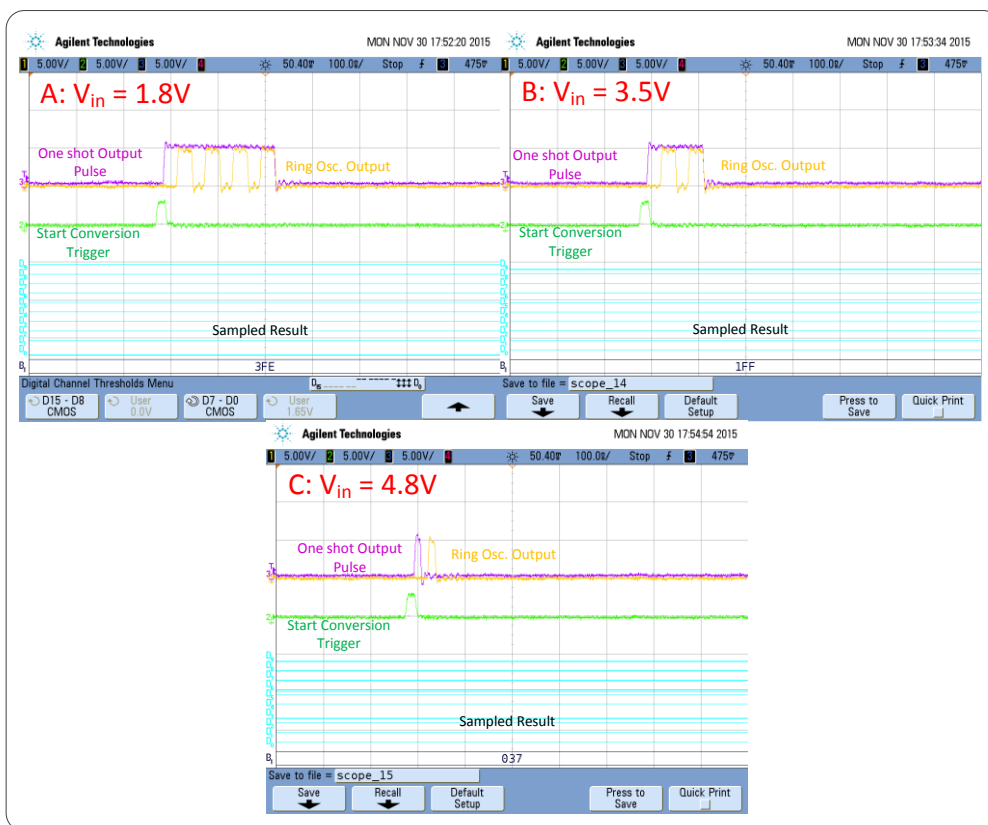 Agilent Technologies
MON NOV 30 17:52:20 2015
1 5.00V/ 2 5.00V/ 3 5.00V/ 4 50.40▼ 100.0▼/ Stop 3 475▼
A: Vin = 1.8V
One shot Output
Pulse
Ring Osc. Output
Start Conversion
Trigger
Sampled Result
B1 3FE
Digital Channel Thresholds Menu
D15 - D8
CMOS
User
0.0V
D7 - D0
CMOS
User
1.65V
Agilent Technologies
MON NOV 30 17:53:34 2015
1 5.00V/ 2 5.00V/ 3 5.00V/ 4 50.40▼ 100.0▼/ Stop 3 475▼
B: Vin = 3.5V
One shot Output
Pulse
Ring Osc. Output
Start Conversion
Trigger
Sampled Result
B1 1FF
Save to file = scope_14
Save
Recall
Default
Setup
Press to
Save
Quick Print
Agilent Technologies
MON NOV 30 17:54:54 2015
1 5.00V/ 2 5.00V/ 3 5.00V/ 4 50.40▼ 100.0▼/ Stop 3 475▼
C: Vin = 4.8V
One shot Output
Pulse
Ring Osc. Output
Start Conversion
Trigger
Sampled Result
B1 037
Save to file = scope_15
Save
Recall
Default
Setup
Press to
Save
Quick Print